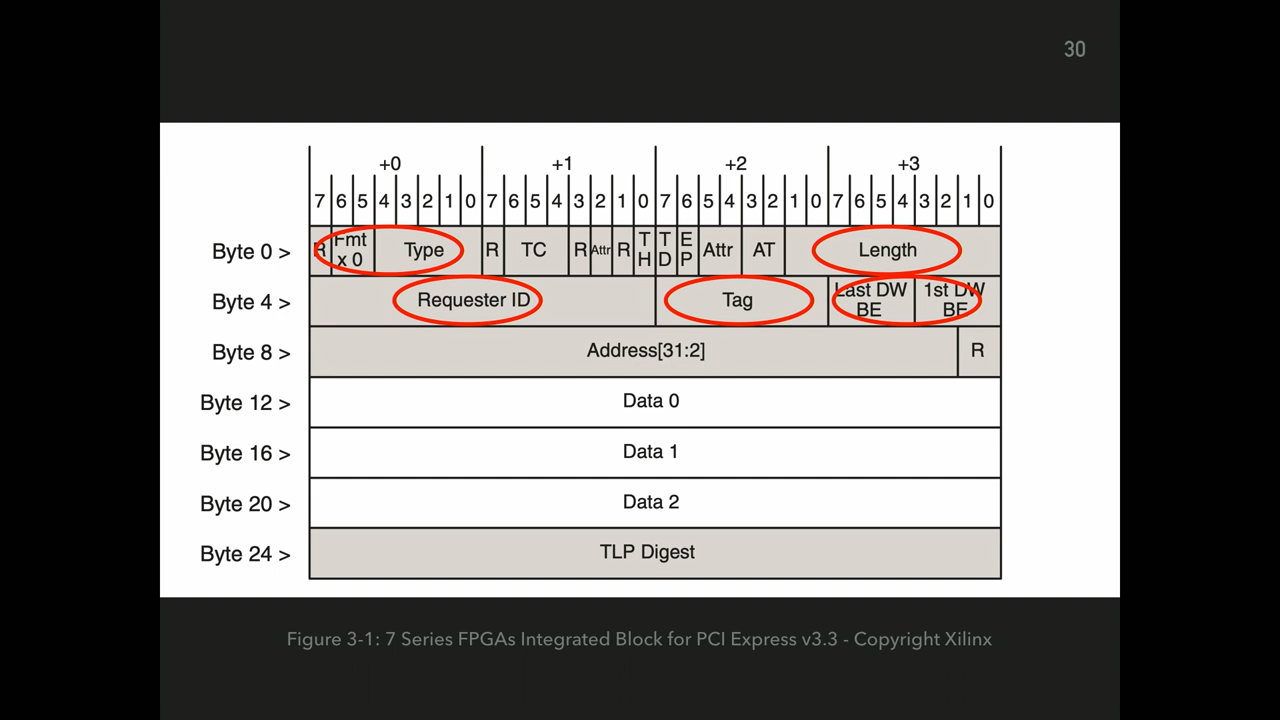 30
+0 +1 +2 +3
7 6 5 4 3 2 1 0 7 6 5 4 3 2 1 0 7 6 5 4 3 2 1 0 7 6 5 4 3 2 1 0
Byte 0 > R Fmt x 0 Type R TC R Attr R TH TD EP Attr AT Length
Byte 4 > Requester ID Tag Last DW BE 1st DW BE
Byte 8 > Address[31:2] R
Byte 12 > Data 0
Byte 16 > Data 1
Byte 20 > Data 2
Byte 24 > TLP Digest
Figure 3-1: 7 Series FPGAs Integrated Block for PCI Express v3.3 - Copyright Xilinx